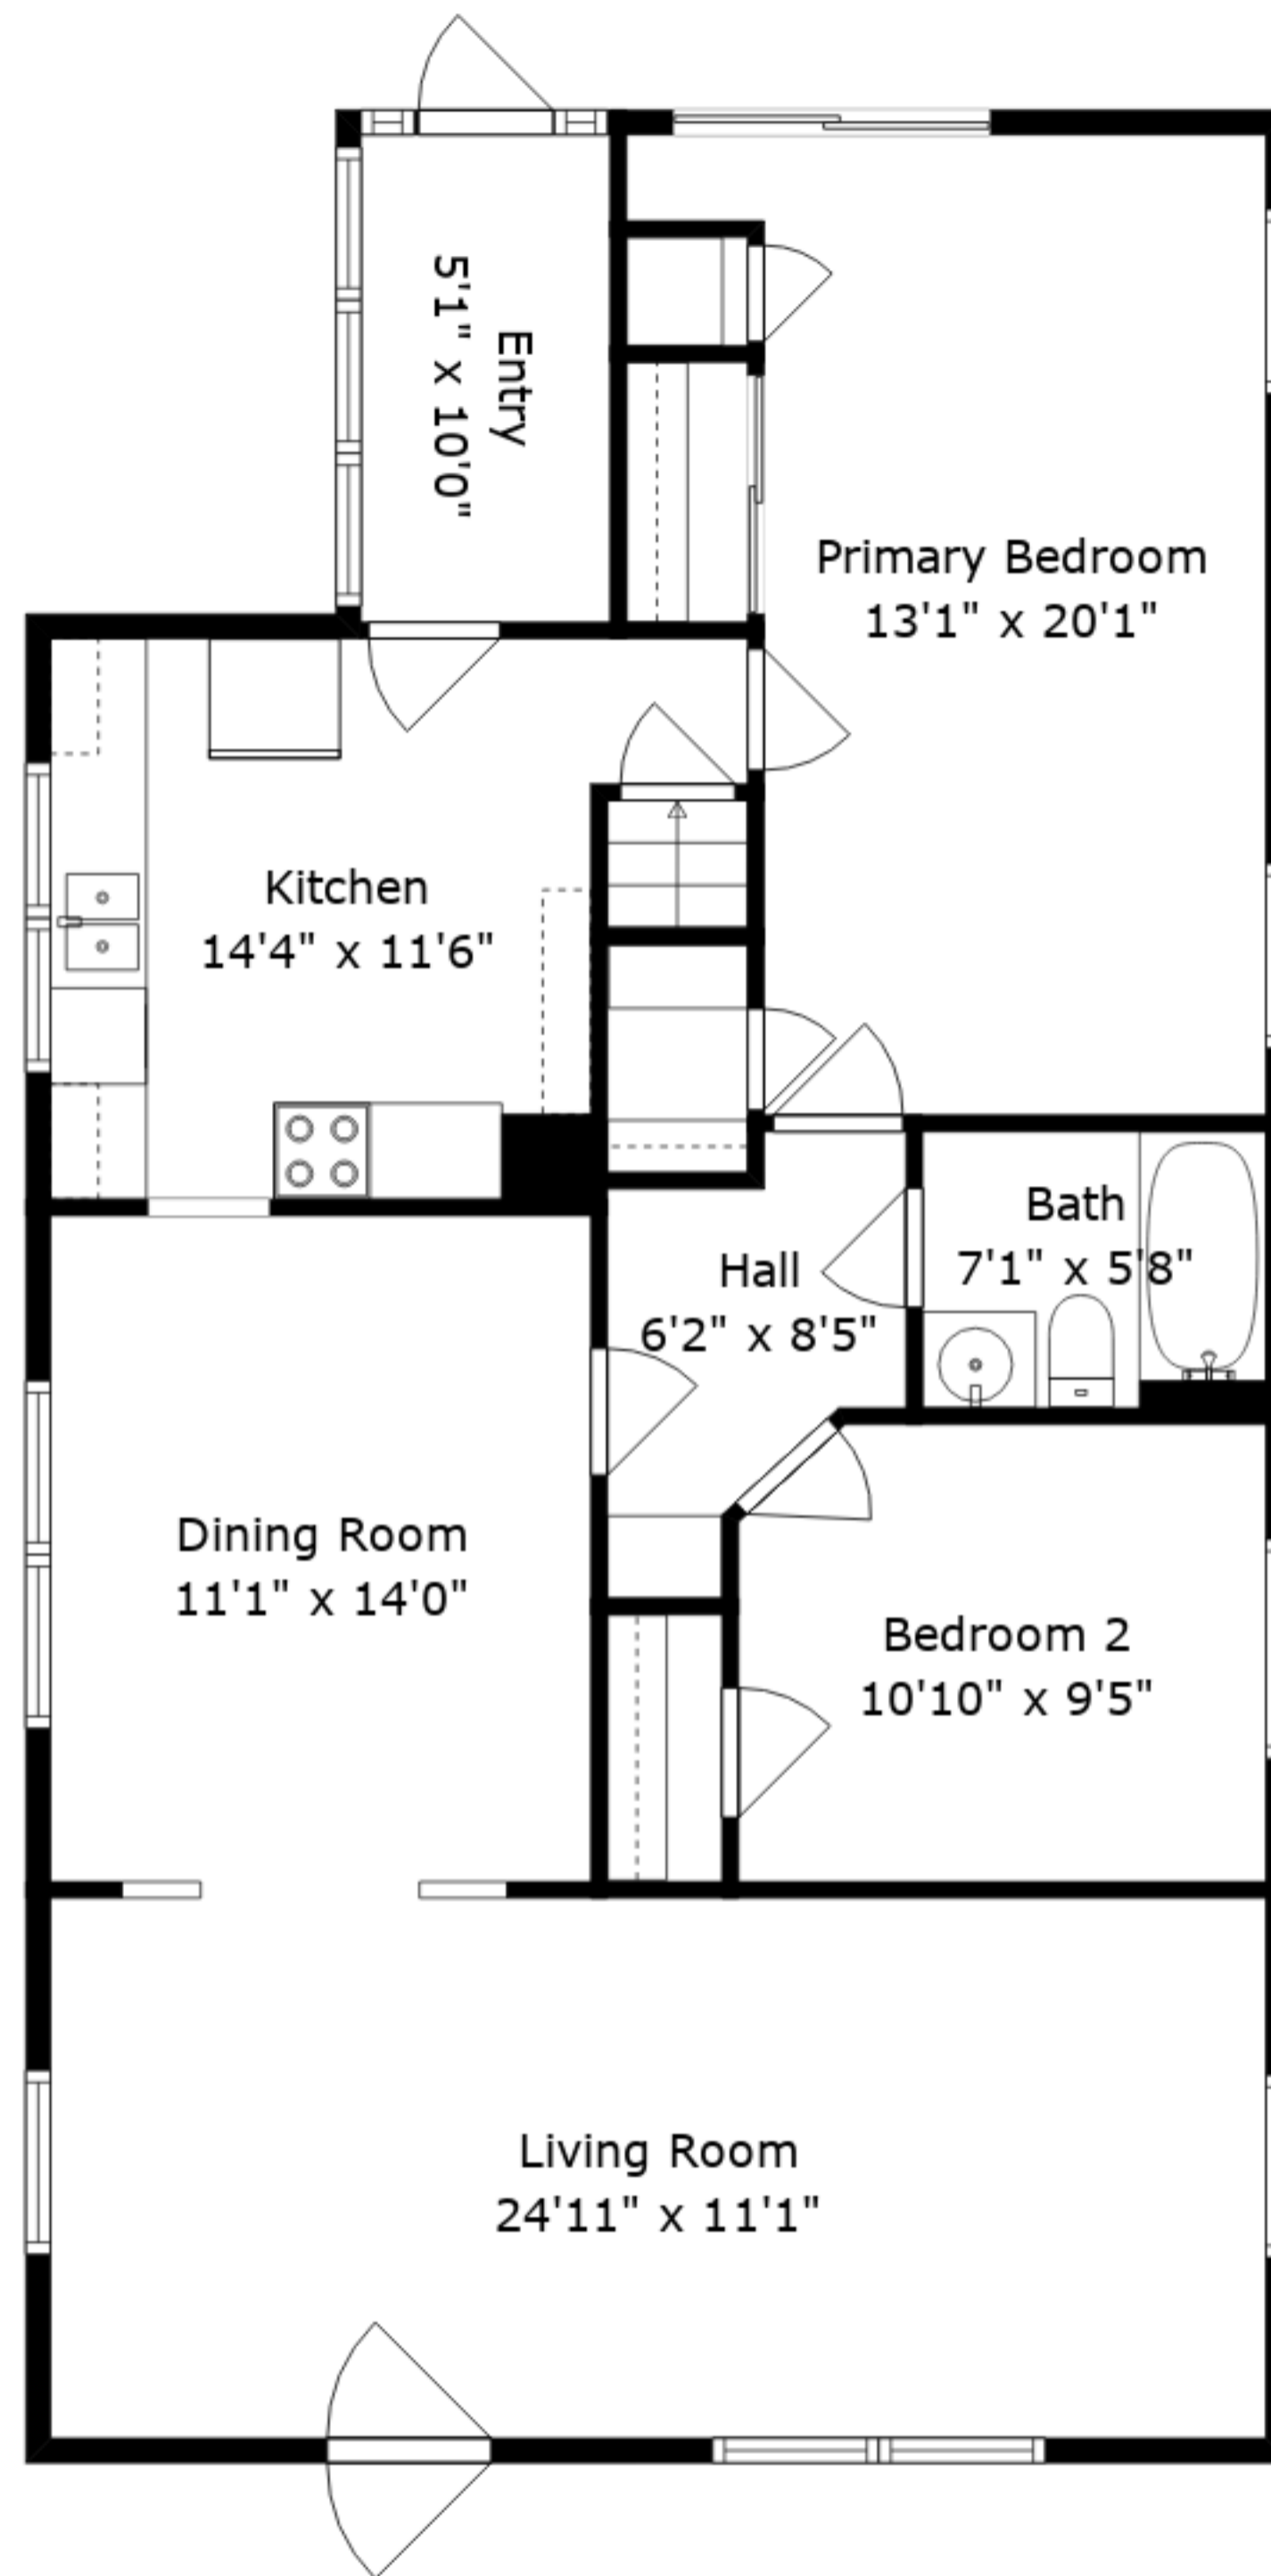 Entry
5'1" x 10'0"
Primary Bedroom
13'1" x 20'1"
Kitchen
14'4" x 11'6"
Bath
7'1" x 5'8"
Hall
6'2" x 8'5"
Dining Room
11'1" x 14'0"
Bedroom 2
10'10" x 9'5"
Living Room
24'11" x 11'1"